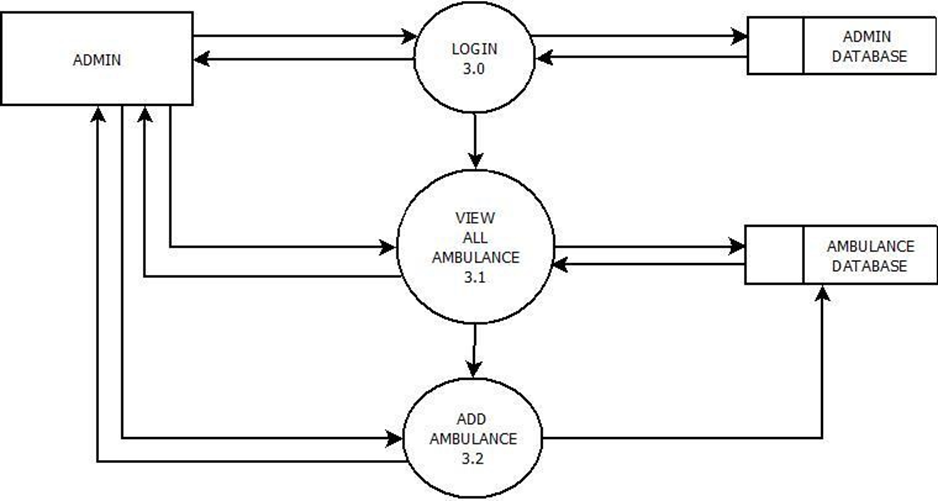 ADMIN
LOGIN
3.0
ADMIN
DATABASE
VIEW
ALL
AMBULANCE
3.1
AMBULANCE
DATABASE
ADD
AMBULANCE
3.2